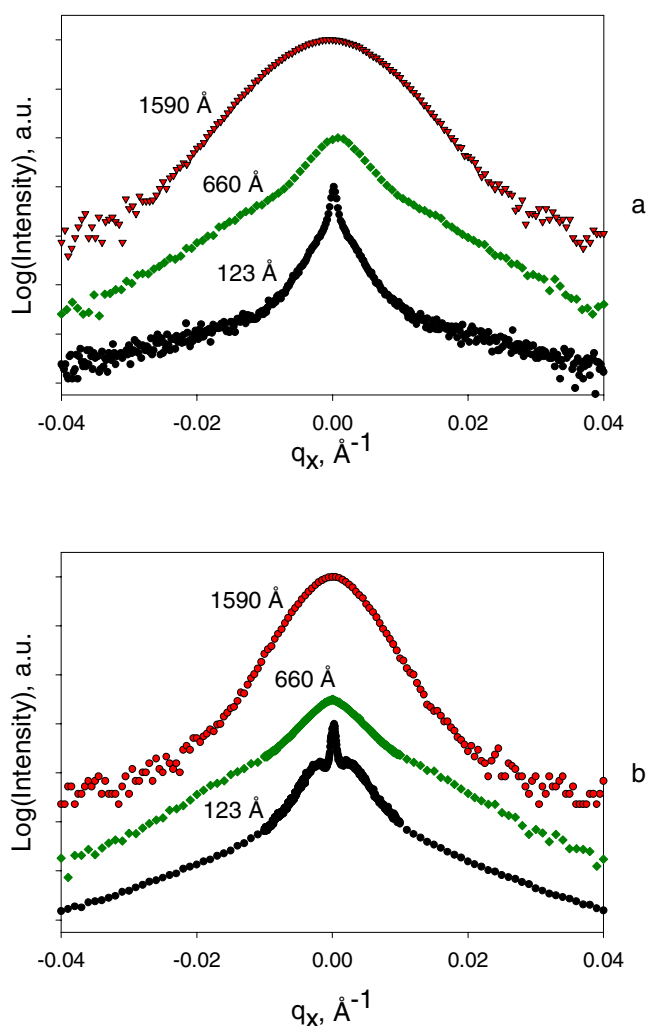 Log(Intensity), a.u.
1590 Å
660 Å
123 Å
a
-0.04 -0.02 0.00 0.02 0.04
qx, Å-1
Log(Intensity), a.u.
1590 Å
660 Å
123 Å
b
-0.04 -0.02 0.00 0.02 0.04
qx, Å-1